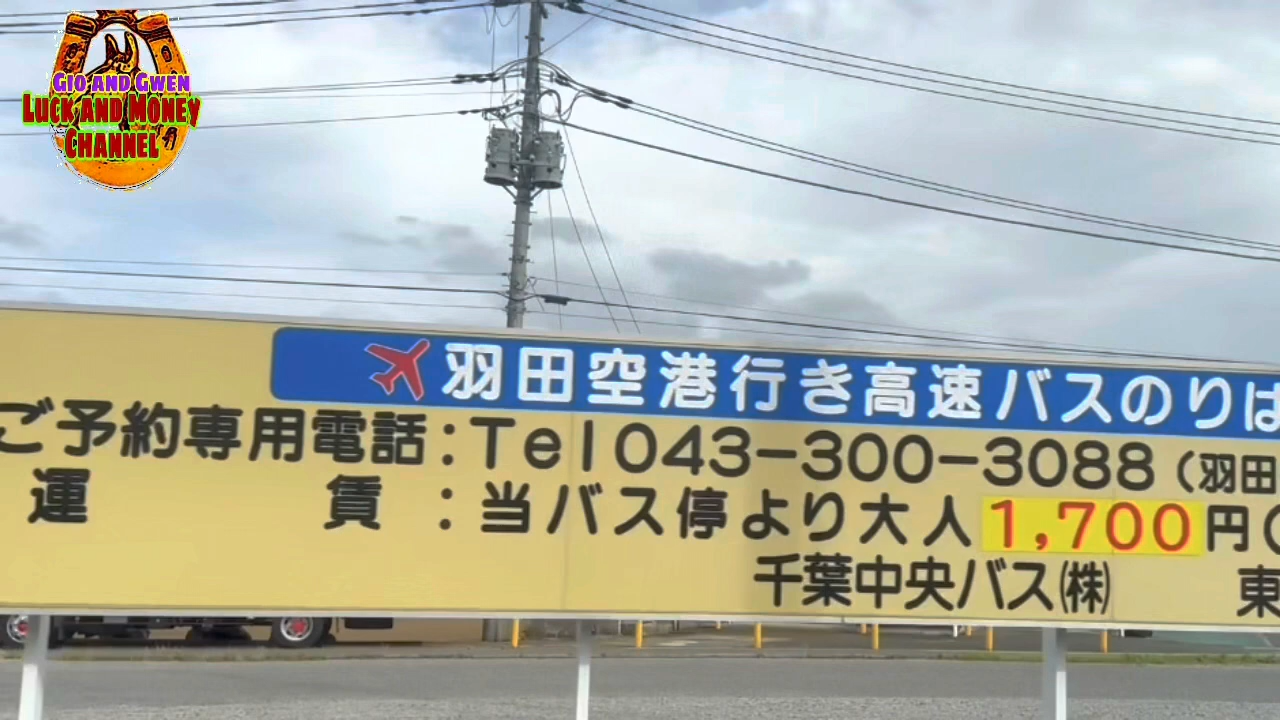 Gio and Gwen
Luck and Money
Channel
羽田空港行き高速バスのりば
ご予約専用電話:Tel043-300-3088(羽田
運賃:当バス停より大人1,700円(
千葉中央バス㈱ 東